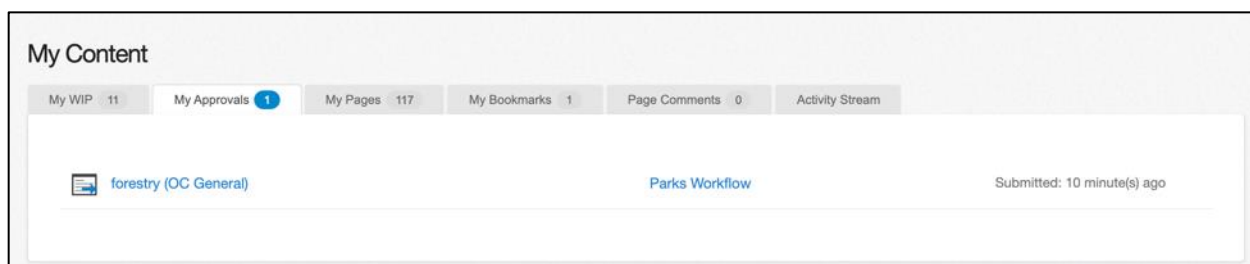 My Content
My WIP 11 My Approvals 1 My Pages 117 My Bookmarks 1 Page Comments 0 Activity Stream
forestry (OC General) Parks Workflow Submitted: 10 minute(s) ago